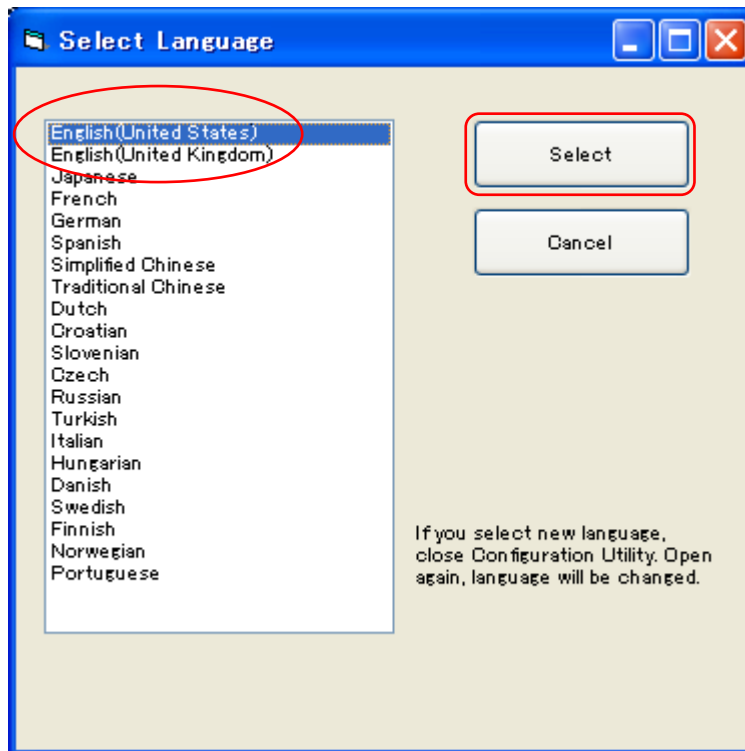 Select Language
English(United States)
English(United Kingdom)
Japanese
French
German
Spanish
Simplified Chinese
Traditional Chinese
Dutch
Croatian
Slovenian
Czech
Russian
Turkish
Italian
Hungarian
Danish
Swedish
Finnish
Norwegian
Portuguese
Select
Cancel
If you select new language,
close Configuration Utility. Open
again, language will be changed.